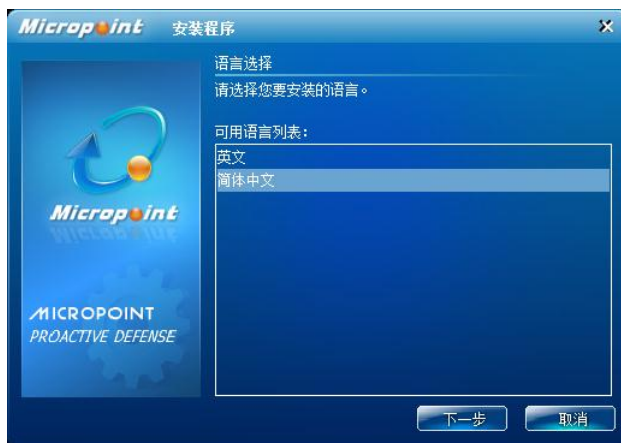 Micropoint 安装程序
语言选择
请选择您要安装的语言。
可用语言列表：
英文
简体中文
Micropoint
MICROPOINT
PROACTIVE DEFENSE
下一步
取消